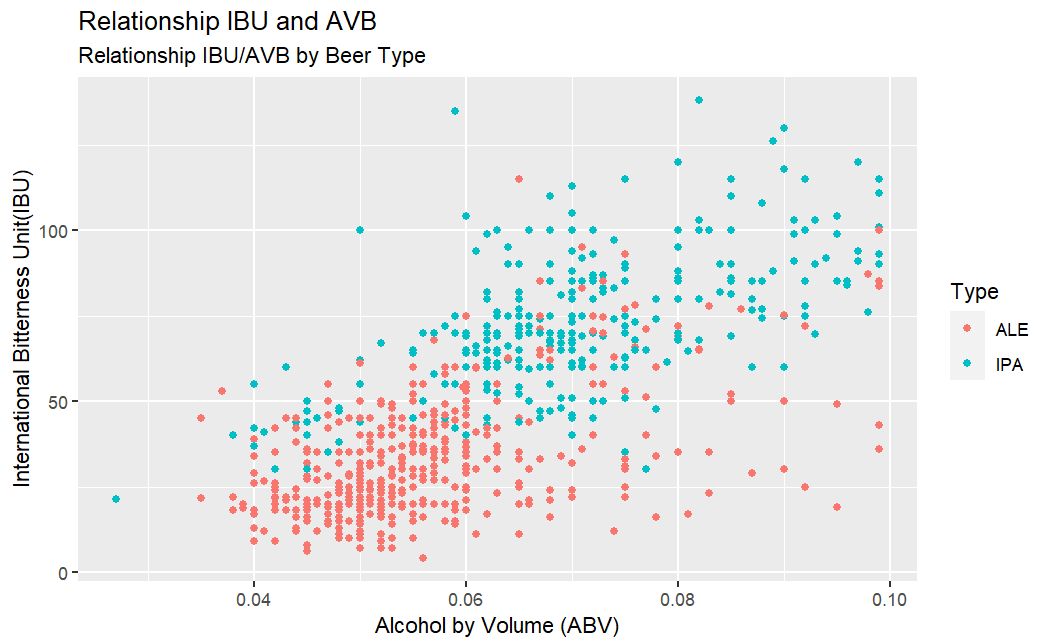 Relationship IBU and AVB
Relationship IBU/AVB by Beer Type
International Bitterness Unit(IBU)
100
50
0
0.04
0.06
0.08
0.10
Alcohol by Volume (ABV)
Type
ALE
IPA